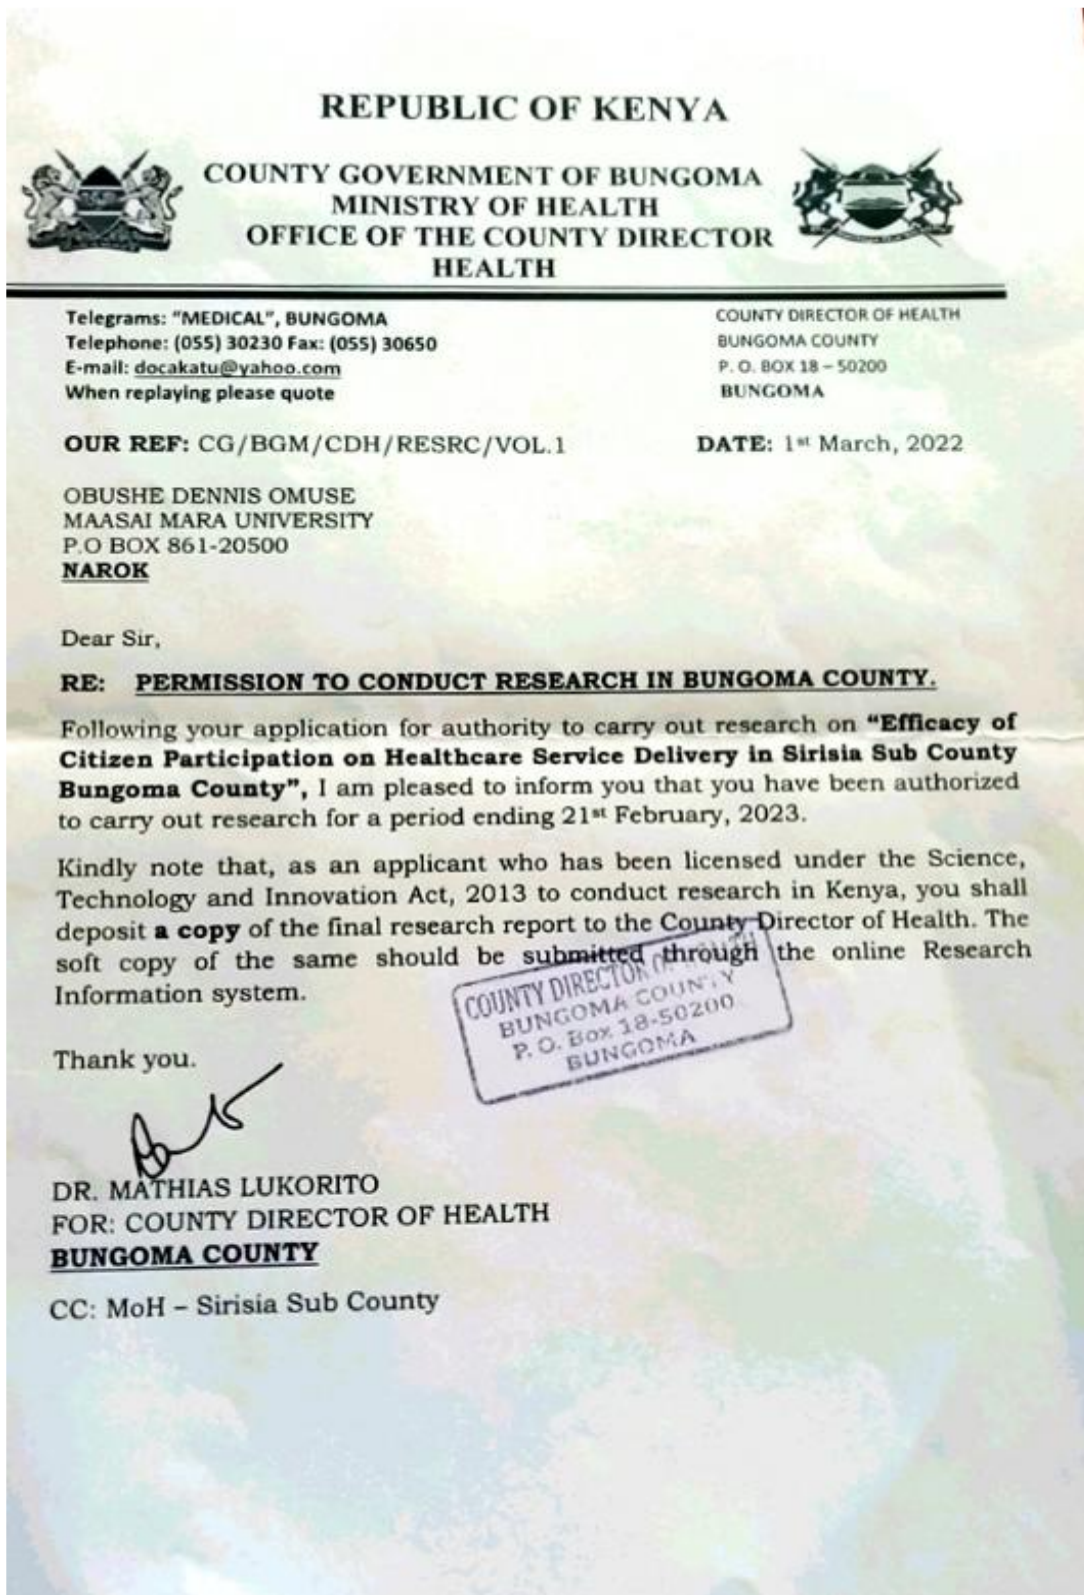 REPUBLIC OF KENYA
COUNTY GOVERNMENT OF BUNGOMA
MINISTRY OF HEALTH
OFFICE OF THE COUNTY DIRECTOR
HEALTH
Telegrams: "MEDICAL", BUNGOMA
Telephone: (055) 30230 Fax: (055) 30650
E-mail: docakatu@yahoo.com
When replaying please quote
COUNTY DIRECTOR OF HEALTH
BUNGOMA COUNTY
P. O. BOX 18 – 50200
BUNGOMA
OUR REF: CG/BGM/CDH/RESRC/VOL.1
DATE: 1st March, 2022
OBUSHE DENNIS OMUSE
MAASAI MARA UNIVERSITY
P.O BOX 861-20500
NAROK
Dear Sir,
RE: PERMISSION TO CONDUCT RESEARCH IN BUNGOMA COUNTY.
Following your application for authority to carry out research on "Efficacy of
Citizen Participation on Healthcare Service Delivery in Sirisia Sub County
Bungoma County", I am pleased to inform you that you have been authorized
to carry out research for a period ending 21st February, 2023.
Kindly note that, as an applicant who has been licensed under the Science,
Technology and Innovation Act, 2013 to conduct research in Kenya, you shall
deposit a copy of the final research report to the County Director of Health. The
soft copy of the same should be submitted through the online Research
Information system.
COUNTY DIRECTOR
BUNGOMA COUNTY
P. O. Box 18-50200
BUNGOMA
Thank you.
DR. MATHIAS LUKORITO
FOR: COUNTY DIRECTOR OF HEALTH
BUNGOMA COUNTY
CC: MoH – Sirisia Sub County